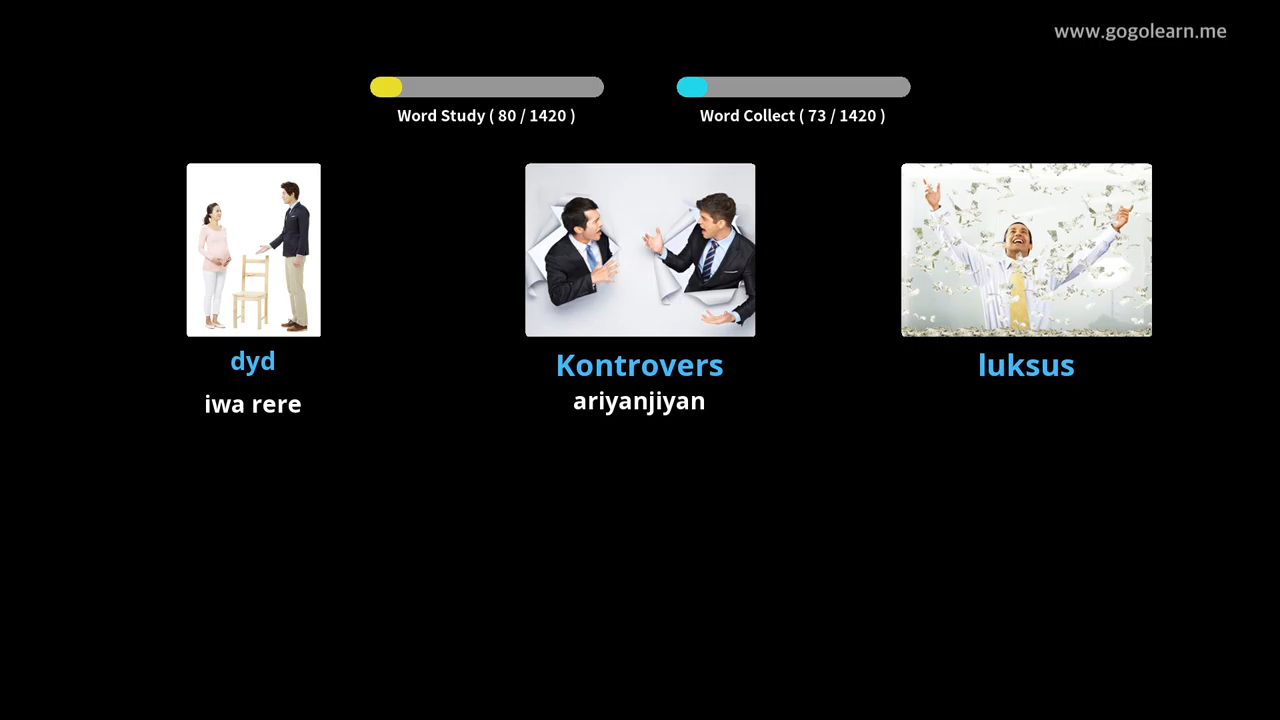 www.gogolearn.me
Word Study ( 80 / 1420 )
Word Collect ( 73 / 1420 )
dyd
Kontrovers
luksus
iwa rere
ariyanjiyan